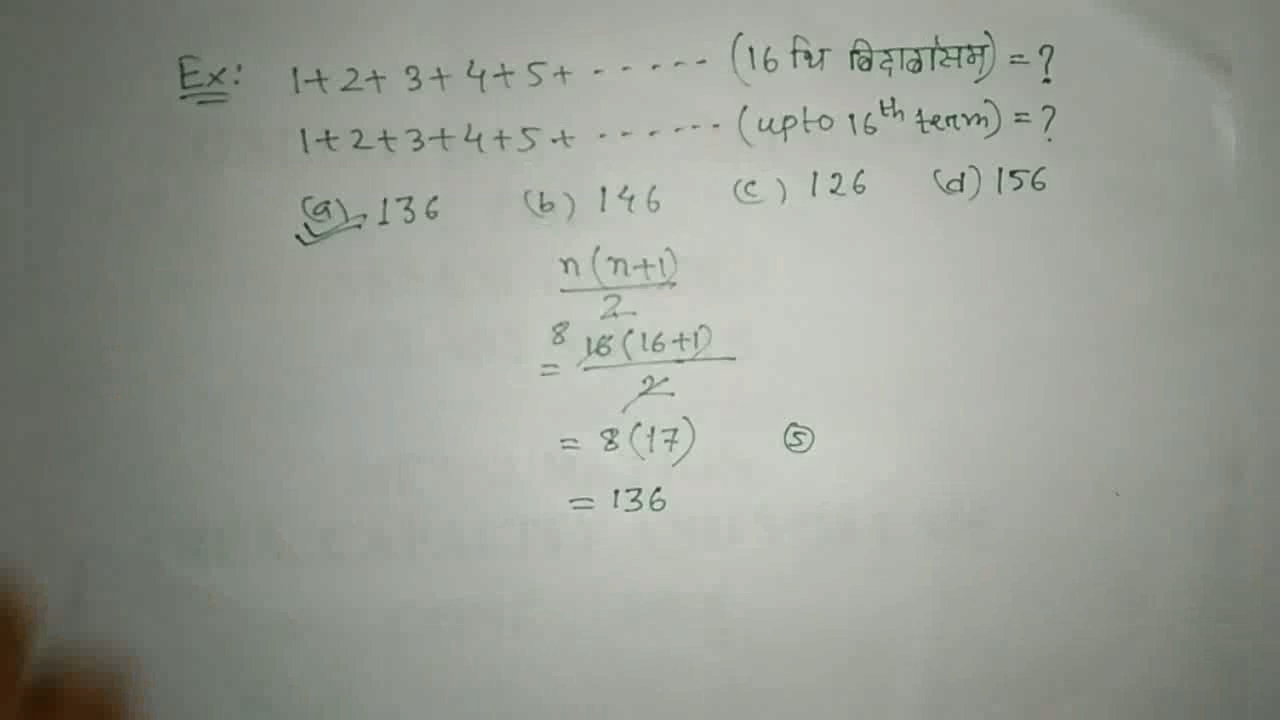 Ex: 1+2+3+4+5+ ------ (16 थि बिदाबांसिम) = ?
1+2+3+4+5+ ------- (upto 16th term) = ?
(a) 136 (b) 146 (c) 126 (d) 156
n(n+1)
2
8 16(16+1)
=
2
= 8(17) ⑤
= 136